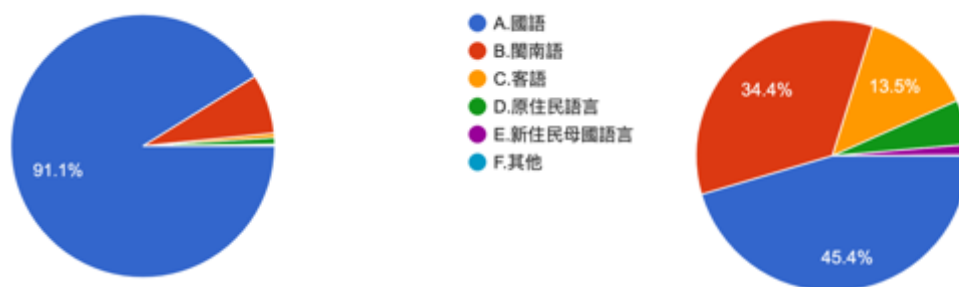 91.1%
A.國語
B.閩南語
C.客語
D.原住民語言
E.新住民母國語言
F.其他
34.4%
13.5%
45.4%